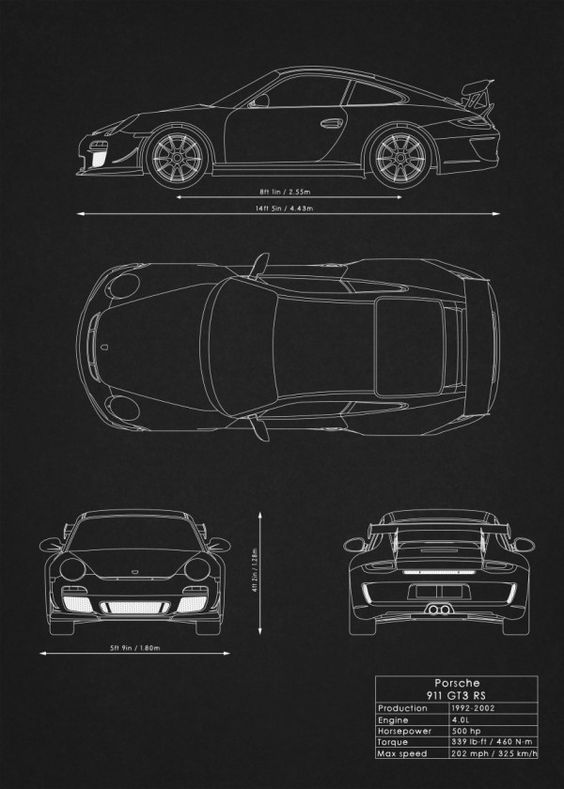 8ft 1in / 2.55m
14ft 5in / 4.43m
4ft 2in / 1.28m
5ft 9in / 1.80m
Porsche
911 GT3 RS
Production 1992-2002
Engine 4.0L
Horsepower 500 hp
Torque 339 lb-ft / 460 N-m
Max speed 202 mph / 325 km/h